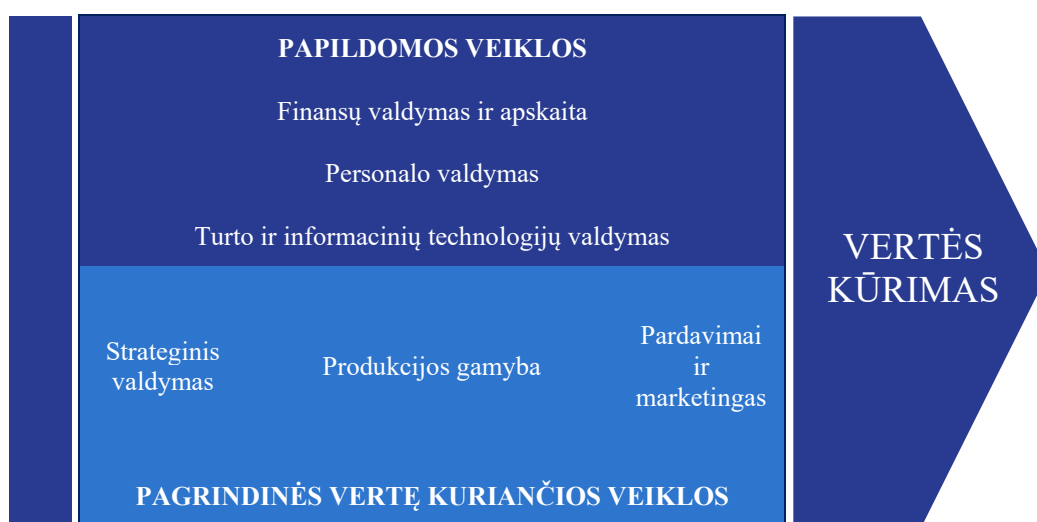 PAPILDOMOS VEIKLOS
Finansų valdymas ir apskaita
Personalo valdymas
Turto ir informacinių technologijų valdymas
Strateginis
valdymas
Produkcijos gamyba
Pardavimai
ir
marketingas
PAGRINDINĖS VERTĘ KURIANČIOS VEIKLOS
VERTĖS
KŪRIMAS